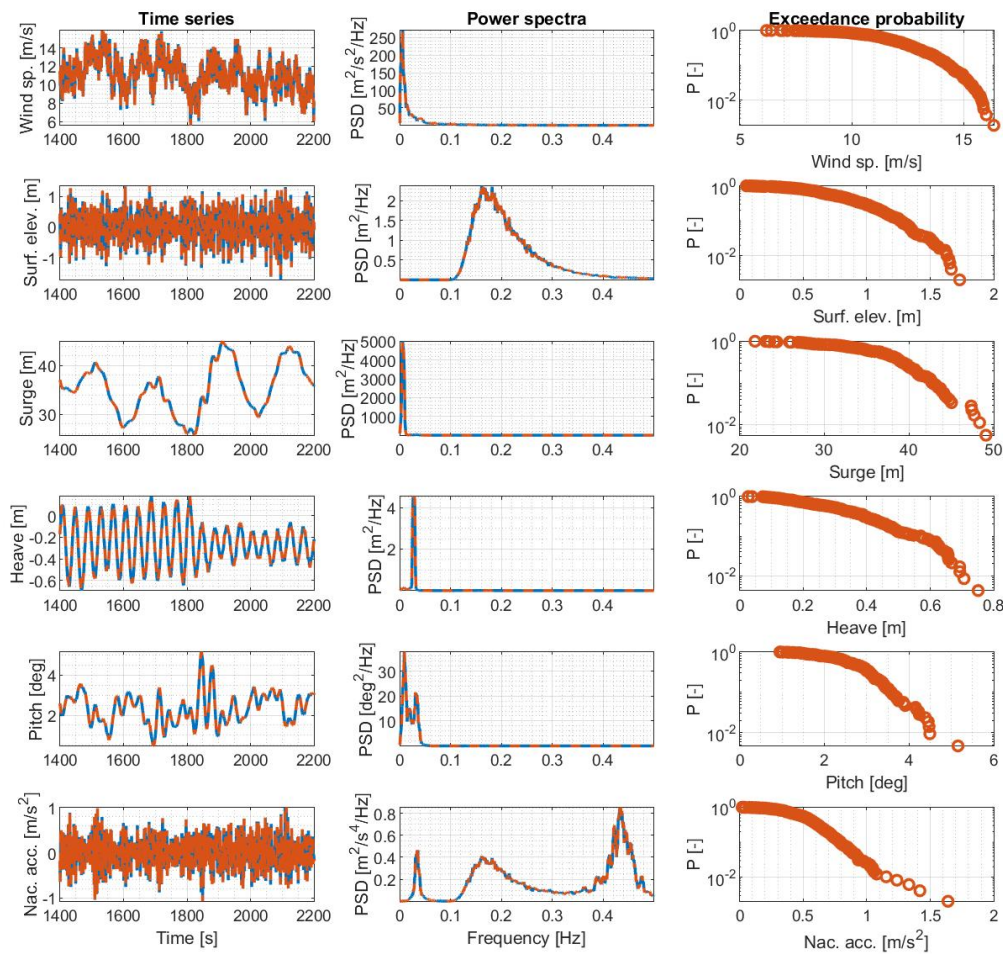 Time series Power spectra Exceedance probability
Wind sp. [m/s]
14
12
10
8
6
1400 1600 1800 2000 2200
PSD [m²/s²/Hz]
250
200
150
100
50
0 0.1 0.2 0.3 0.4
P [-]
10⁰
10⁻²
5 10 15
Wind sp. [m/s]
Surf. elev. [m]
1
0
-1
1400 1600 1800 2000 2200
PSD [m²/Hz]
2
1.5
1
0.5
0 0.1 0.2 0.3 0.4
P [-]
10⁰
10⁻²
0 0.5 1 1.5 2
Surf. elev. [m]
Surge [m]
40
30
1400 1600 1800 2000 2200
PSD [m²/Hz]
5000
4000
3000
2000
1000
0 0.1 0.2 0.3 0.4
P [-]
10⁰
10⁻²
20 30 40 50
Surge [m]
Heave [m]
0
-0.2
-0.4
-0.6
1400 1600 1800 2000 2200
PSD [m²/Hz]
4
2
0 0.1 0.2 0.3 0.4
P [-]
10⁰
10⁻²
0 0.2 0.4 0.6 0.8
Heave [m]
Pitch [deg]
4
2
1400 1600 1800 2000 2200
PSD [deg²/Hz]
30
20
10
0 0.1 0.2 0.3 0.4
P [-]
10⁰
10⁻²
0 2 4 6
Pitch [deg]
Nac. acc. [m/s²]
1
0
-1
1400 1600 1800 2000 2200
Time [s]
PSD [m²/s⁴/Hz]
0.8
0.6
0.4
0.2
0 0.2 0.4
Frequency [Hz]
P [-]
10⁰
10⁻²
0 0.5 1 1.5 2
Nac. acc. [m/s²]